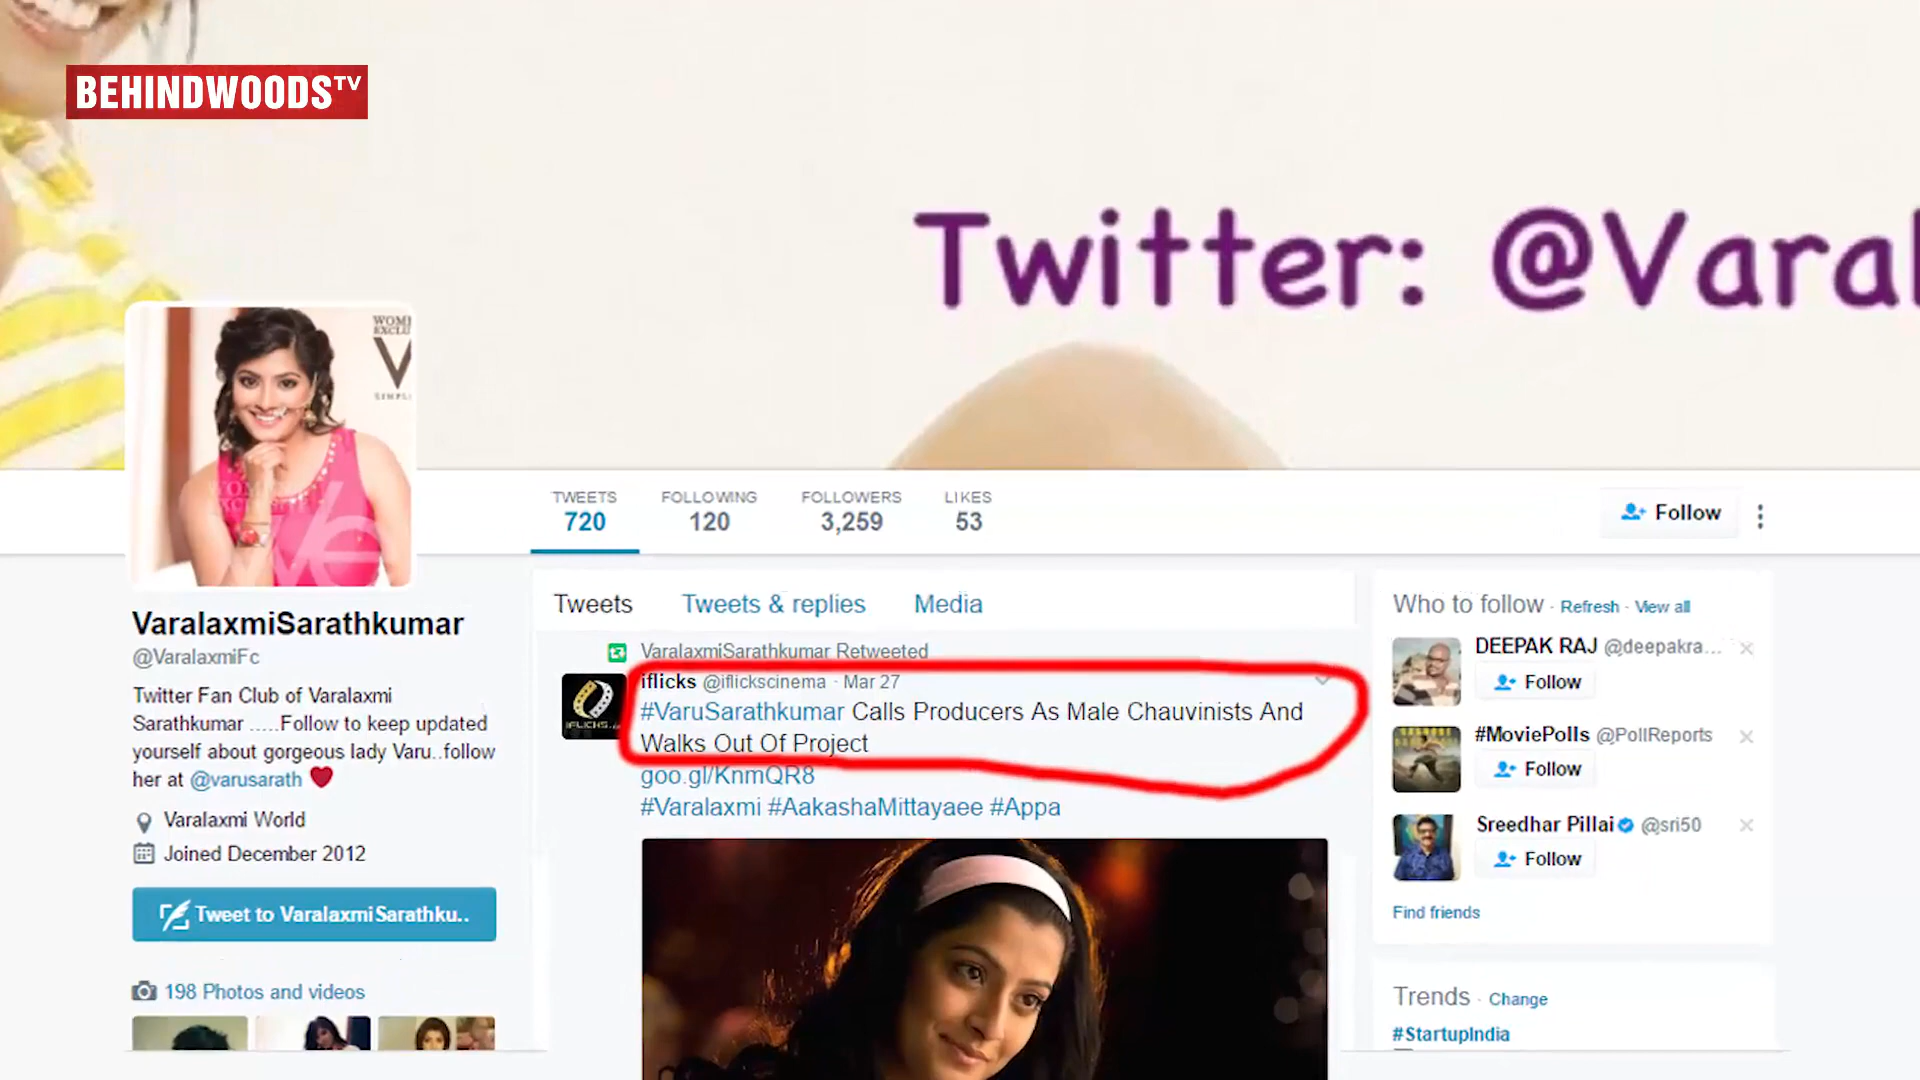 BEHINDWOODS TV
Twitter: @Varal
WOM
EXCLU
V
SIMPL
TWEETS
720
FOLLOWING
120
FOLLOWERS
3,259
LIKES
53
Follow
VaralaxmiSarathkumar
@VaralaxmiFc
Twitter Fan Club of Varalaxmi
Sarathkumar .....Follow to keep updated
yourself about gorgeous lady Varu..follow
her at @varusarath
Varalaxmi World
Joined December 2012
Tweet to VaralaxmiSarathku..
198 Photos and videos
Tweets
Tweets & replies
Media
VaralaxmiSarathkumar Retweeted
iflicks @iflickscinema · Mar 27
#VaruSarathkumar Calls Producers As Male Chauvinists And
Walks Out Of Project
goo.gl/KnmQR8
#Varalaxmi #AakashaMittayaee #Appa
Who to follow · Refresh · View all
DEEPAK RAJ @deepakra...
Follow
#MoviePolls @PollReports
Follow
Sreedhar Pillai @sri50
Follow
Find friends
Trends · Change
#StartupIndia